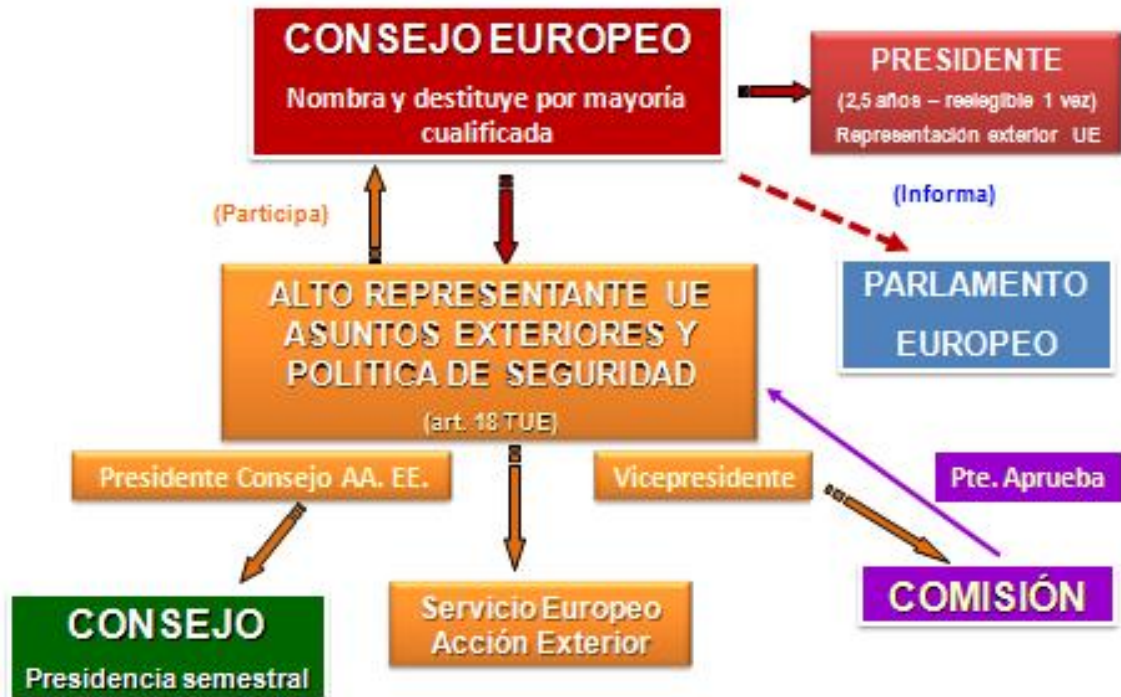 CONSEJO EUROPEO
Nombra y destituye por mayoría
cualificada
PRESIDENTE
(2,5 años – reelegible 1 vez)
Representación exterior UE
(Participa)
(Informa)
ALTO REPRESENTANTE UE
ASUNTOS EXTERIORES Y
POLITICA DE SEGURIDAD
(art. 18 TUE)
PARLAMENTO
EUROPEO
Presidente Consejo AA. EE.
Vicepresidente
Pte. Aprueba
CONSEJO
Presidencia semestral
Servicio Europeo
Acción Exterior
COMISIÓN